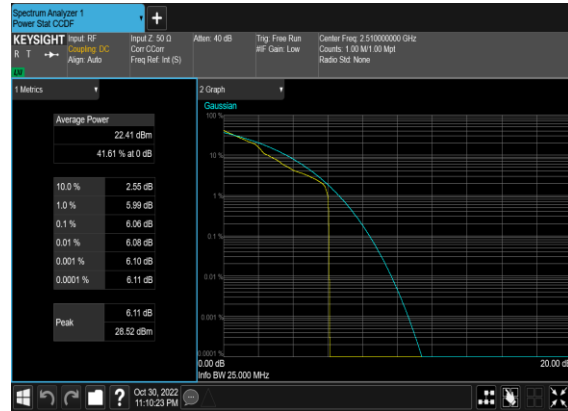 Spectrum Analyzer 1
Power Stat CCDF
KEYSIGHT
R T
LXI
Input: RF
Coupling: DC
Align: Auto
Input Z: 50 Ω
Corr CCorr
Freq Ref: Int (S)
Atten: 40 dB
Trig: Free Run
#IF Gain: Low
Center Freq: 2.510000000 GHz
Counts: 1.00 M/1.00 Mpt
Radio Std: None
1 Metrics
Average Power
22.41 dBm
41.61 % at 0 dB
10.0 % 2.55 dB
1.0 % 5.99 dB
0.1 % 6.06 dB
0.01 % 6.08 dB
0.001 % 6.10 dB
0.0001 % 6.11 dB
Peak
6.11 dB
28.52 dBm
2 Graph
Gaussian
100 %
10 %
1 %
0.1 %
0.01 %
0.001 %
0.0001 %
0.00 dB
20.00 dB
Info BW 25.000 MHz
?
Oct 30, 2022
11:10:23 PM